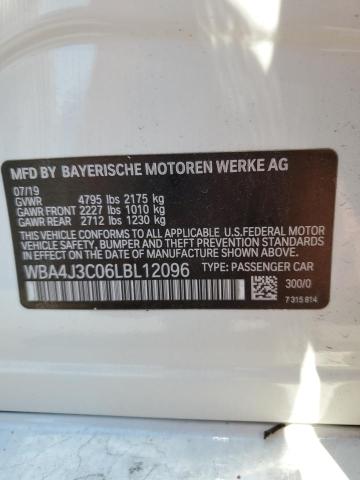 MFD BY BAYERISCHE MOTOREN WERKE AG
07/19
GVWR 4795 lbs 2175 kg
GAWR FRONT 2227 lbs 1010 kg
GAWR REAR 2712 lbs 1230 kg
THIS VEHICLE CONFORMS TO ALL APPLICABLE U.S.FEDERAL MOTOR
VEHICLE SAFETY, BUMPER AND THEFT PREVENTION STANDARDS
IN EFFECT ON THE DATE OF MANUFACTURE SHOWN ABOVE.
WBA4J3C06LBL12096 TYPE: PASSENGER CAR
300/0
7 315 814